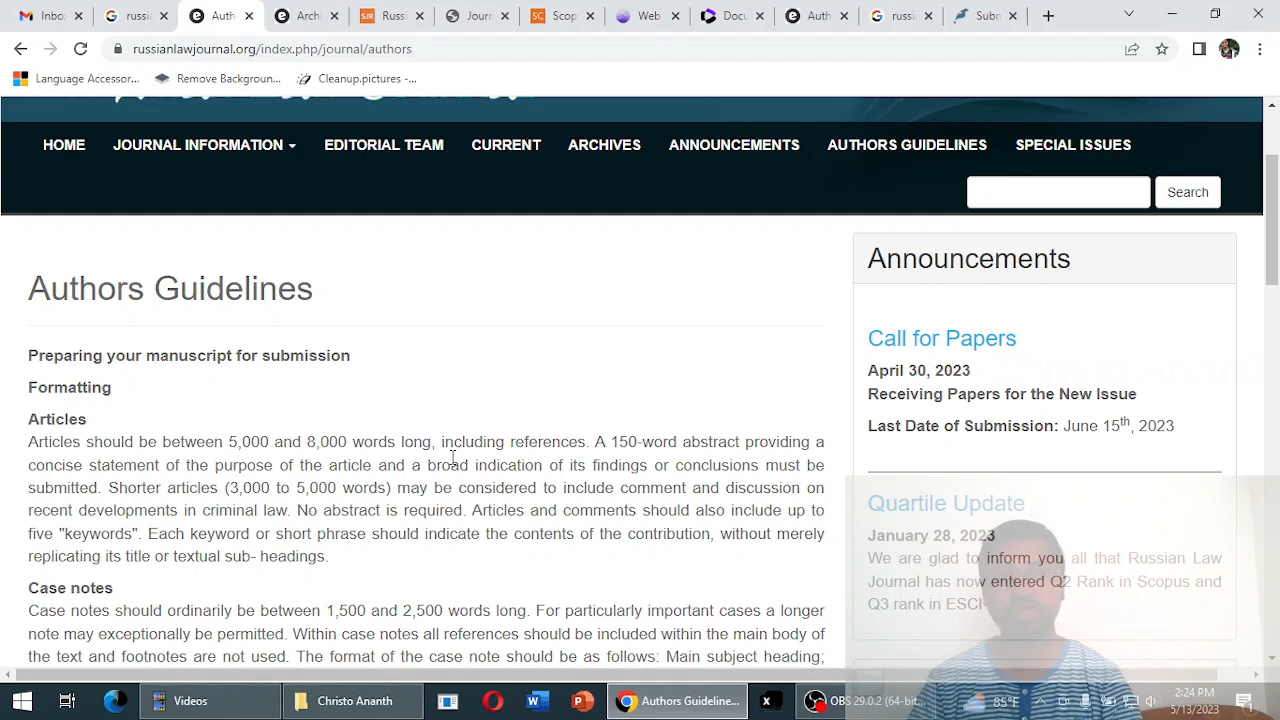 Inbo
russi
Auth
Archi
Russ
Journ
Scop
Web
Docu
Auth
russi
Subn
russianlawjournal.org/index.php/journal/authors
Language Accessor...
Remove Backgroun...
Cleanup.pictures -...
HOME
JOURNAL INFORMATION
EDITORIAL TEAM
CURRENT
ARCHIVES
ANNOUNCEMENTS
AUTHORS GUIDELINES
SPECIAL ISSUES
Search
Authors Guidelines
Preparing your manuscript for submission
Formatting
Articles
Articles should be between 5,000 and 8,000 words long, including references. A 150-word abstract providing a
concise statement of the purpose of the article and a broad indication of its findings or conclusions must be
submitted. Shorter articles (3,000 to 5,000 words) may be considered to include comment and discussion on
recent developments in criminal law. No abstract is required. Articles and comments should also include up to
five "keywords". Each keyword or short phrase should indicate the contents of the contribution, without merely
replicating its title or textual sub- headings.
Case notes
Case notes should ordinarily be between 1,500 and 2,500 words long. For particularly important cases a longer
note may exceptionally be permitted. Within case notes all references should be included within the main body of
the text and footnotes are not used. The format of the case note should be as follows: Main subject heading;
Announcements
Call for Papers
April 30, 2023
Receiving Papers for the New Issue
Last Date of Submission: June 15th, 2023
Christo Anant
Quartile Update
January 28, 2023
We are glad to inform you all that Russian Law
Journal has now entered Q2 Rank in Scopus and
Q3 rank in ESCI
Videos
Christo Ananth
Authors Guideline...
OBS 29.0.2 (64-bit...
85°F
2:24 PM
5/13/2023